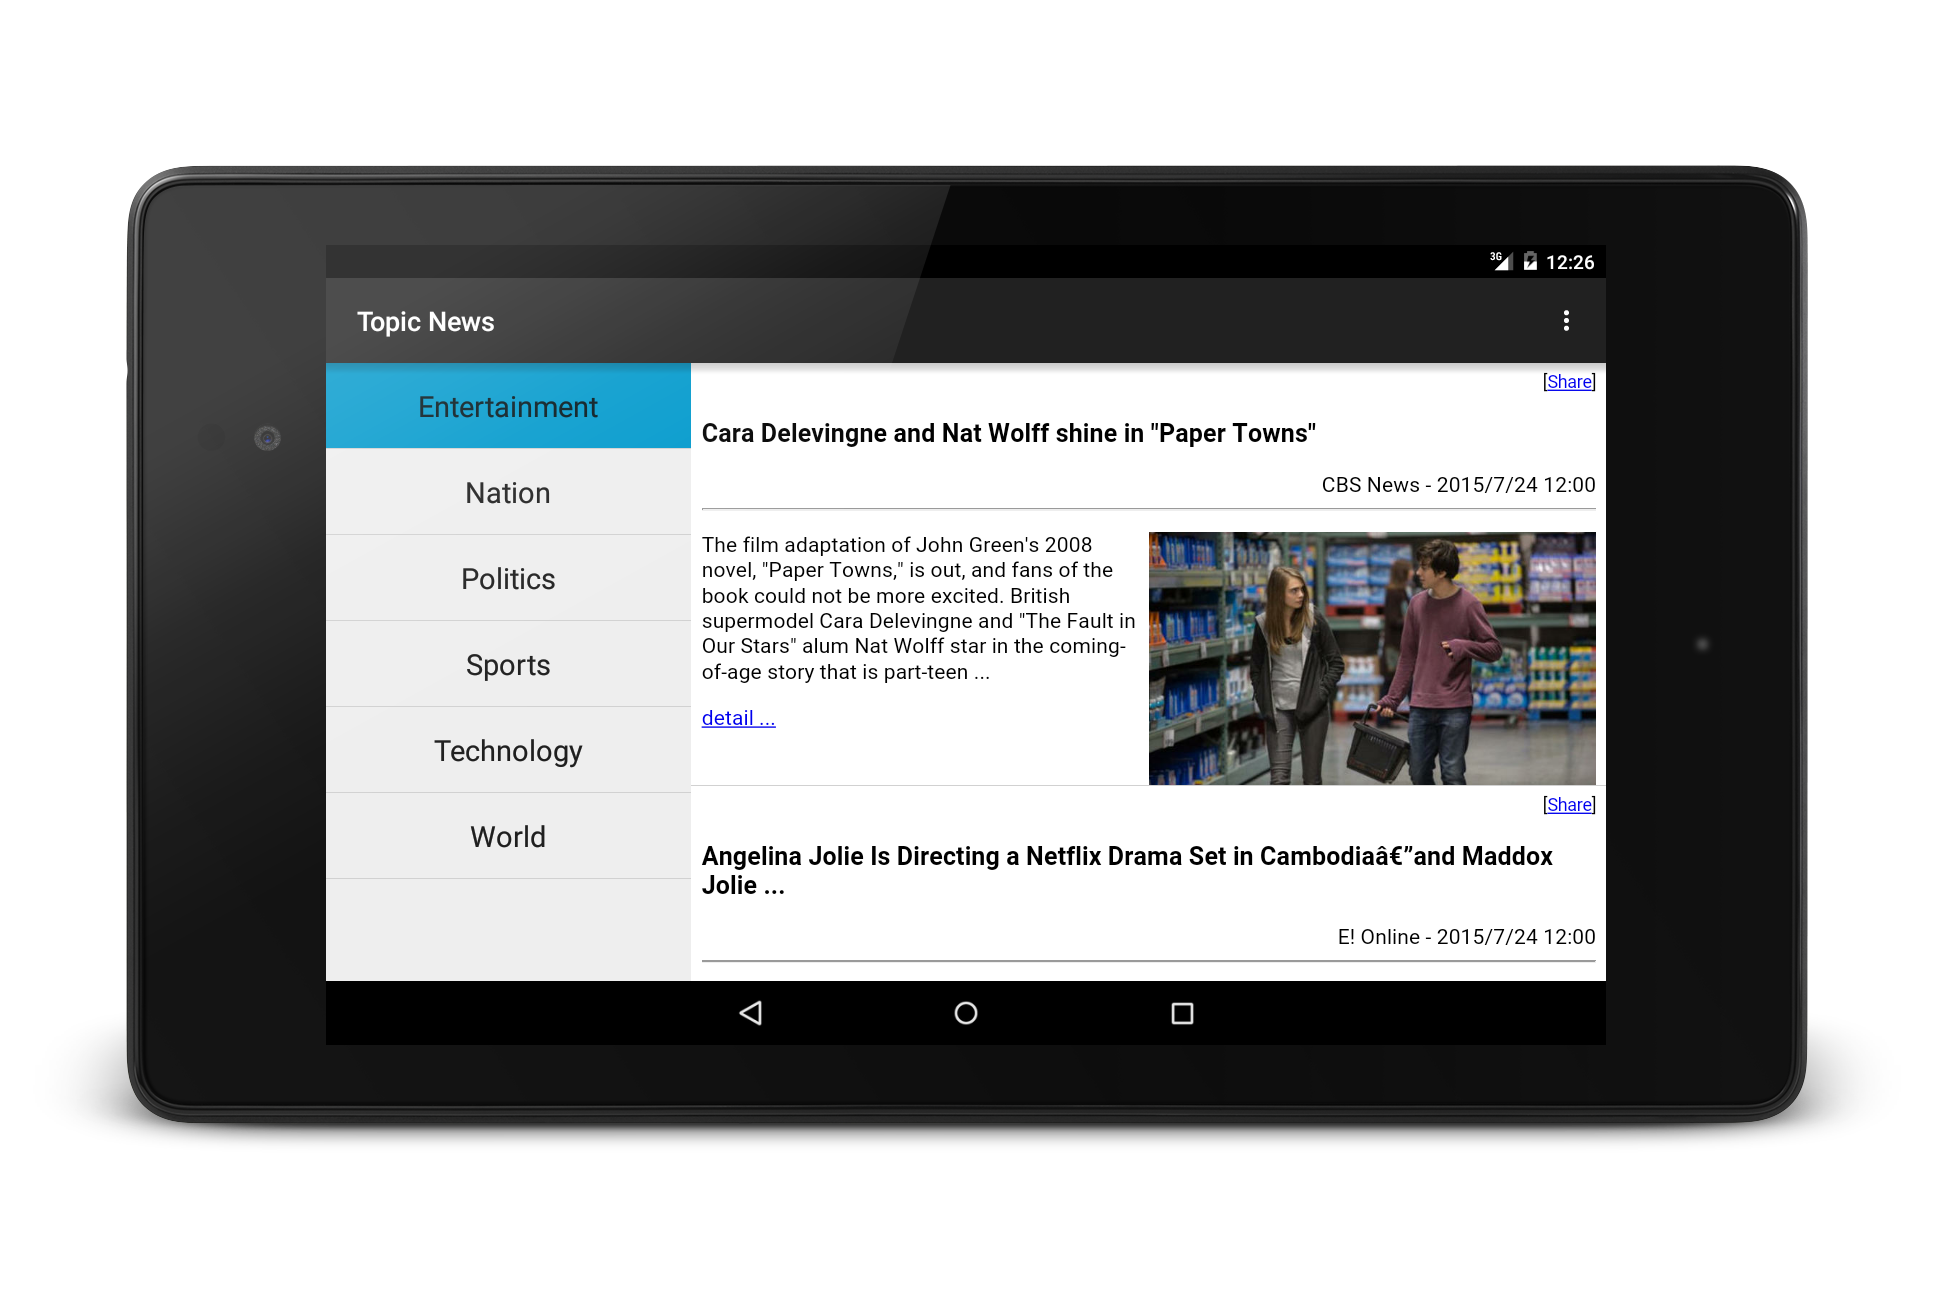 3G 12:26
Topic News
Entertainment
Nation
Politics
Sports
Technology
World
[Share]
Cara Delevingne and Nat Wolff shine in "Paper Towns"
CBS News - 2015/7/24 12:00
The film adaptation of John Green's 2008
novel, "Paper Towns," is out, and fans of the
book could not be more excited. British
supermodel Cara Delevingne and "The Fault in
Our Stars" alum Nat Wolff star in the coming-
of-age story that is part-teen ...
detail ...
[Share]
Angelina Jolie Is Directing a Netflix Drama Set in Cambodiaâ€”and Maddox
Jolie ...
E! Online - 2015/7/24 12:00